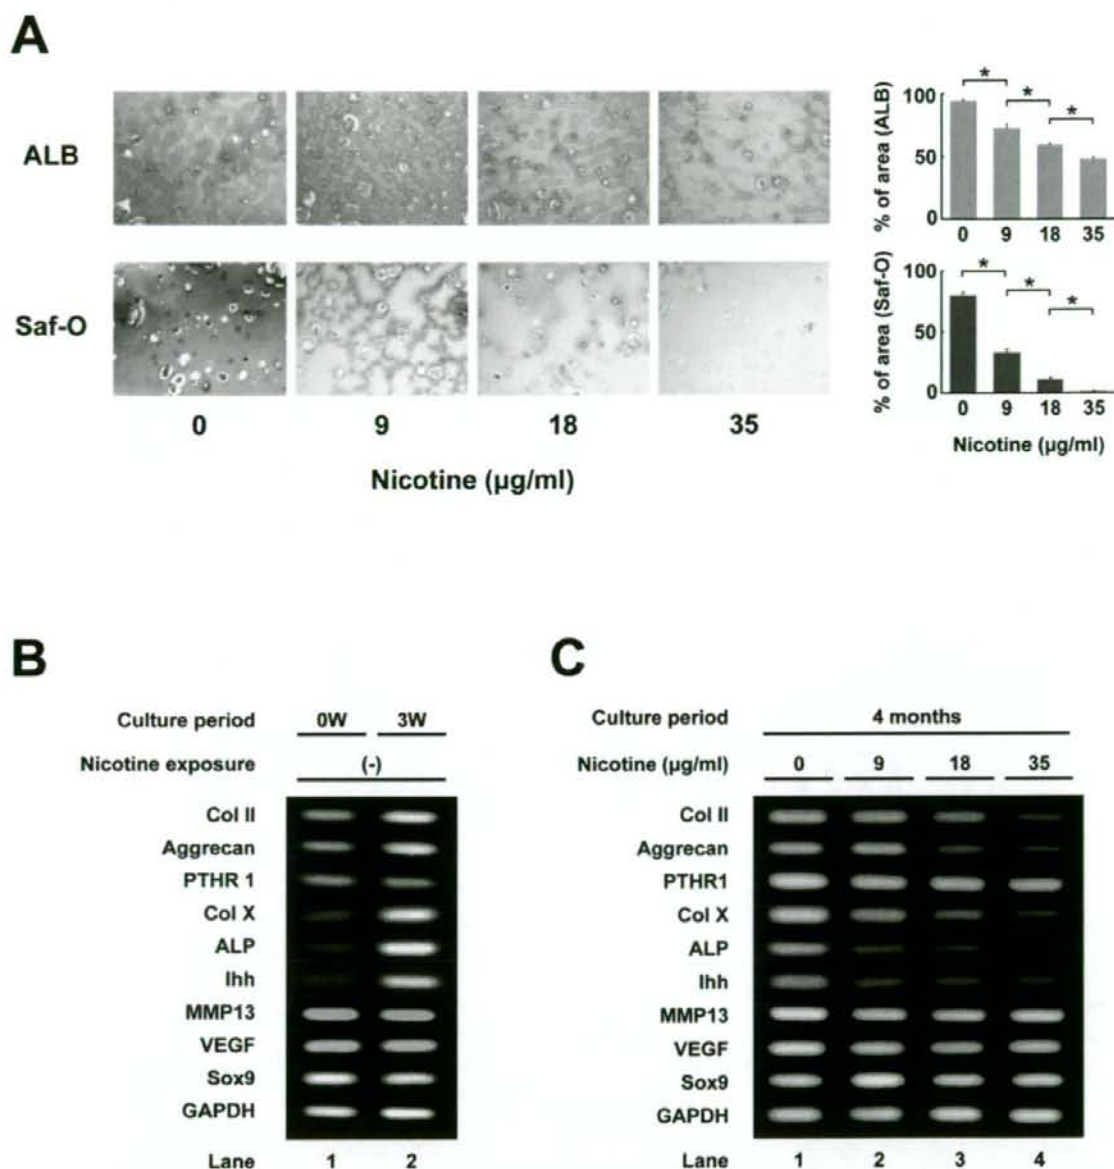 A
ALB
Saf-O
0 9 18 35
Nicotine (µg/ml)
% of area (ALB)
100
50
0
* * *
0 9 18 35
% of area (Saf-O)
100
50
0
* * *
0 9 18 35
Nicotine (µg/ml)
B
Culture period 0W 3W
Nicotine exposure (-)
Col II
Aggrecan
PTHR 1
Col X
ALP
Ihh
MMP13
VEGF
Sox9
GAPDH
Lane 1 2
C
Culture period 4 months
Nicotine (µg/ml) 0 9 18 35
Col II
Aggrecan
PTHR1
Col X
ALP
Ihh
MMP13
VEGF
Sox9
GAPDH
Lane 1 2 3 4